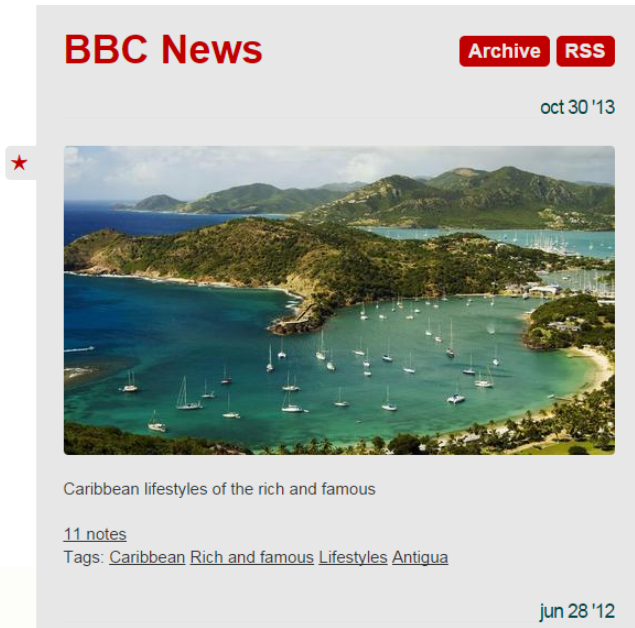 BBC News
Archive RSS
oct 30 '13
Caribbean lifestyles of the rich and famous
11 notes
Tags: Caribbean Rich and famous Lifestyles Antigua
jun 28 '12